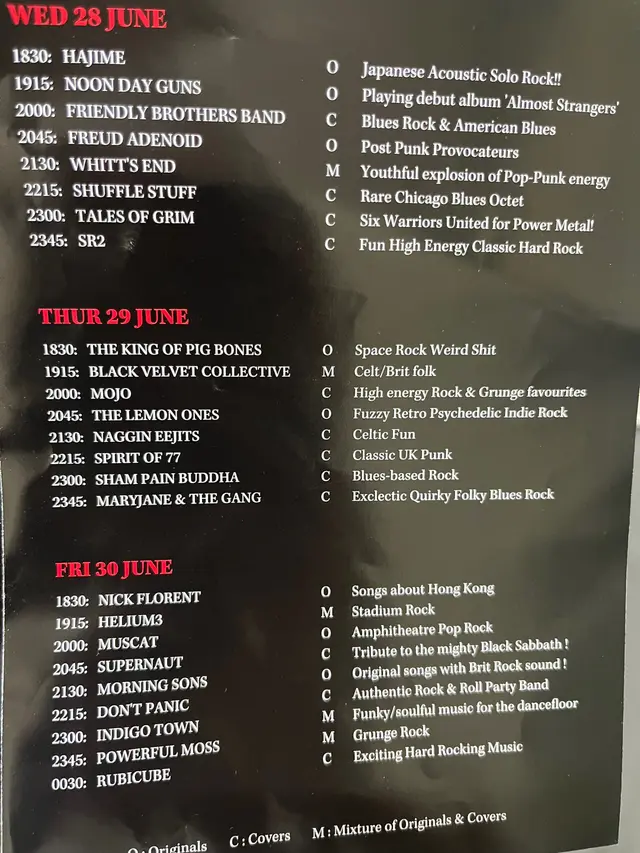 WED 28 JUNE
1830: HAJIME O Japanese Acoustic Solo Rock!!
1915: NOON DAY GUNS O Playing debut album 'Almost Strangers'
2000: FRIENDLY BROTHERS BAND C Blues Rock & American Blues
2045: FREUD ADENOID O Post Punk Provocateurs
2130: WHITT'S END M Youthful explosion of Pop-Punk energy
2215: SHUFFLE STUFF C Rare Chicago Blues Octet
2300: TALES OF GRIM C Six Warriors United for Power Metal!
2345: SR2 C Fun High Energy Classic Hard Rock
THUR 29 JUNE
1830: THE KING OF PIG BONES O Space Rock Weird Shit
1915: BLACK VELVET COLLECTIVE M Celt/Brit folk
2000: MOJO C High energy Rock & Grunge favourites
2045: THE LEMON ONES O Fuzzy Retro Psychedelic Indie Rock
2130: NAGGIN EEJITS C Celtic Fun
2215: SPIRIT OF 77 C Classic UK Punk
2300: SHAM PAIN BUDDHA C Blues-based Rock
2345: MARYJANE & THE GANG C Exclectic Quirky Folky Blues Rock
FRI 30 JUNE
1830: NICK FLORENT O Songs about Hong Kong
1915: HELIUM3 M Stadium Rock
2000: MUSCAT O Amphitheatre Pop Rock
2045: SUPERNAUT C Tribute to the mighty Black Sabbath !
2130: MORNING SONS O Original songs with Brit Rock sound !
2215: DON'T PANIC C Authentic Rock & Roll Party Band
2300: INDIGO TOWN M Funky/soulful music for the dancefloor
2345: POWERFUL MOSS M Grunge Rock
0030: RUBICUBE C Exciting Hard Rocking Music
O : Originals C : Covers M : Mixture of Originals & Covers